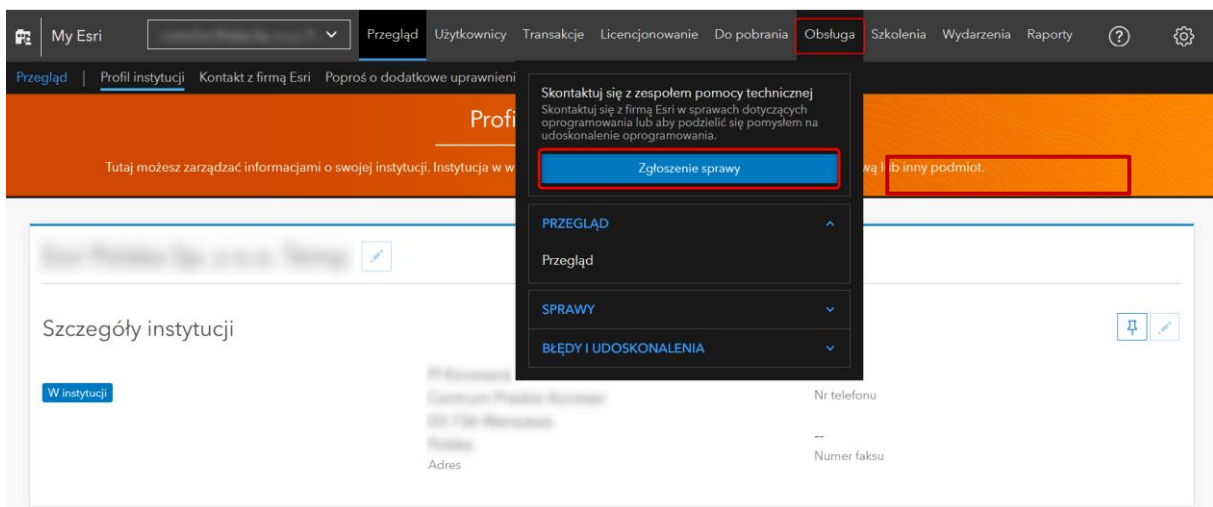 My Esri
Przegląd Użytkownicy Transakcje Licencjonowanie Do pobrania Obsługa Szkolenia Wydarzenia Raporty
Przegląd | Profil instytucji Kontakt z firmą Esri Poproś o dodatkowe uprawnieni
Skontaktuj się z zespołem pomocy technicznej
Skontaktuj się z firmą Esri w sprawach dotyczących
oprogramowania lub aby podzielić się pomysłem na
udoskonalenie oprogramowania.
Zgłoszenie sprawy
PRZEGLĄD
Przegląd
SPRAWY
BŁĘDY I UDOSKONALENIA
Profi
Tutaj możesz zarządzać informacjami o swojej instytucji. Instytucja w w
wą lub inny podmiot.
Szczegóły instytucji
W instytucji
Polska
Adres
Nr telefonu
--
Numer faksu